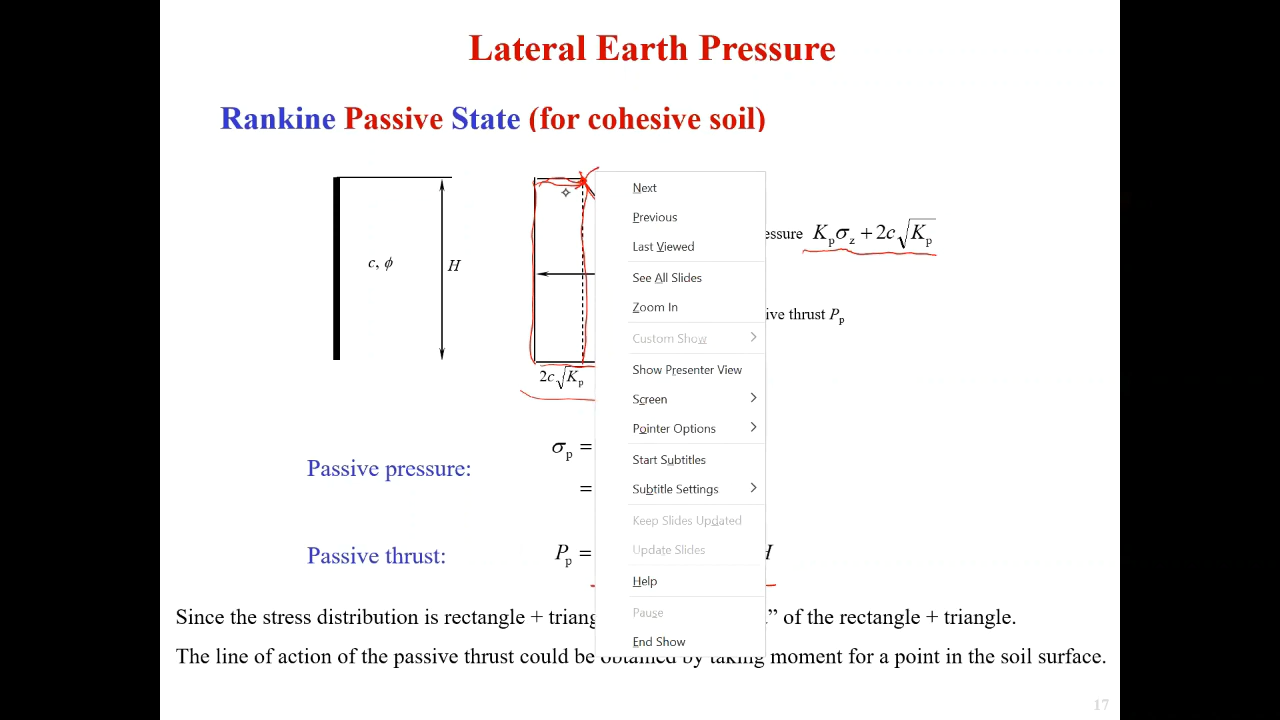 Lateral Earth Pressure
Rankine Passive State (for cohesive soil)
c, ϕ
H
2c√Kp
essure Kpσz + 2c√Kp
ive thrust Pp
Next
Previous
Last Viewed
See All Slides
Zoom In
Custom Show
Show Presenter View
Screen
Pointer Options
Start Subtitles
Subtitle Settings
Keep Slides Updated
Update Slides
Help
Pause
End Show
Passive pressure:
σp =
=
Passive thrust:
Pp = H
Since the stress distribution is rectangle + triang ” of the rectangle + triangle.
The line of action of the passive thrust could be obtained by taking moment for a point in the soil surface.
17